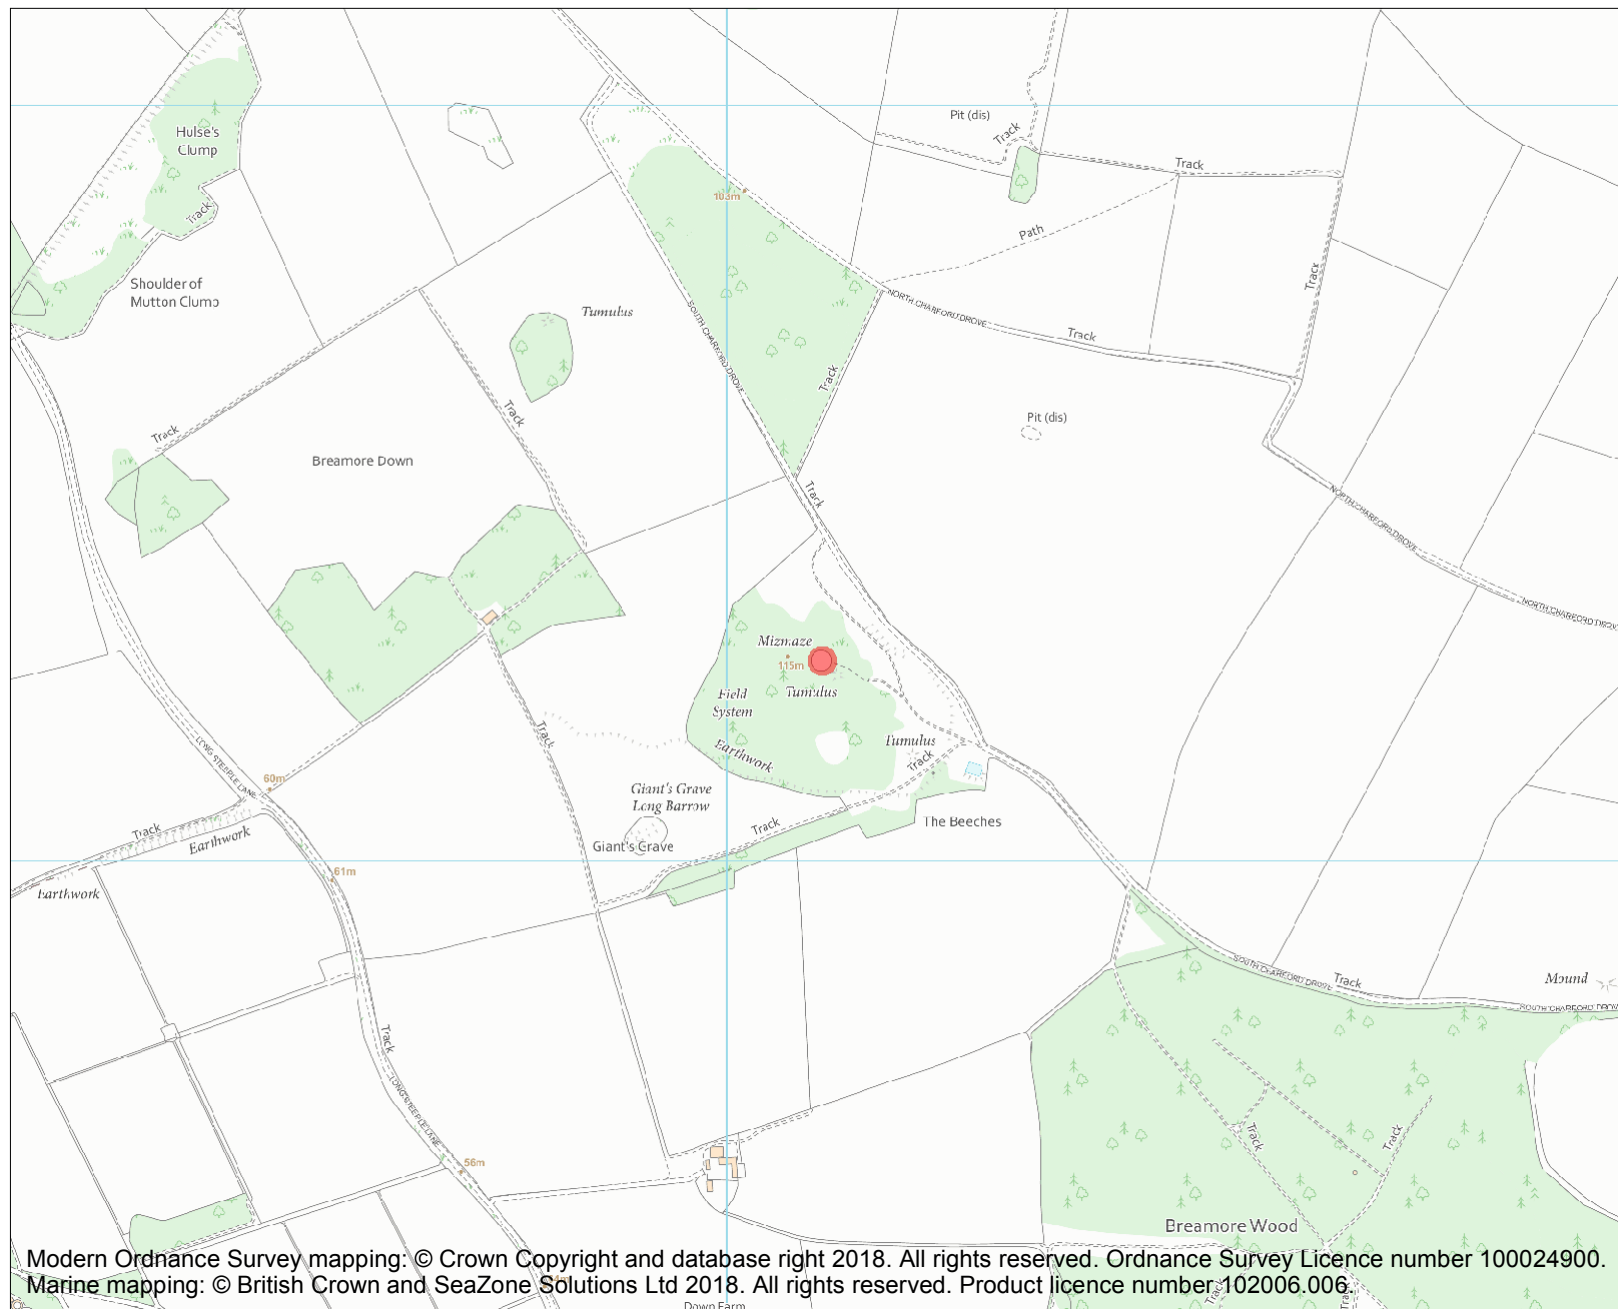 Pit (dis)
Track
Hulse's
Clump
Track
103m
Track
Path
Track
Shoulder of
Mutton Clump
Tumulus
NORTH CHARFORD DROVE
SOUTH CHARFORD DROVE
Track
Track
Track
Track
Pit (dis)
Breamore Down
Track
NORTH CHARFORD DROVE
NORTH CHARFORD DROVE
Mizmaze
115m
Tumulus
Field
System
Track
Earthwork
Tumulus
Track
LONG STEEPLE LANE
60m
Giant's Grave
Long Barrow
Track
Earthwork
Track
The Beeches
Giant's Grave
61m
Earthwork
SOUTH CHARFORD DROVE
Track
Mound
SOUTH CHARFORD DROVE
Track
LONG STEEPLE LANE
Track
Track
56m
Breamore Wood
Modern Ordnance Survey mapping: © Crown Copyright and database right 2018. All rights reserved. Ordnance Survey Licence number 100024900.
Marine mapping: © British Crown and SeaZone Solutions Ltd 2018. All rights reserved. Product licence number 102006.006.
Track
Down Farm